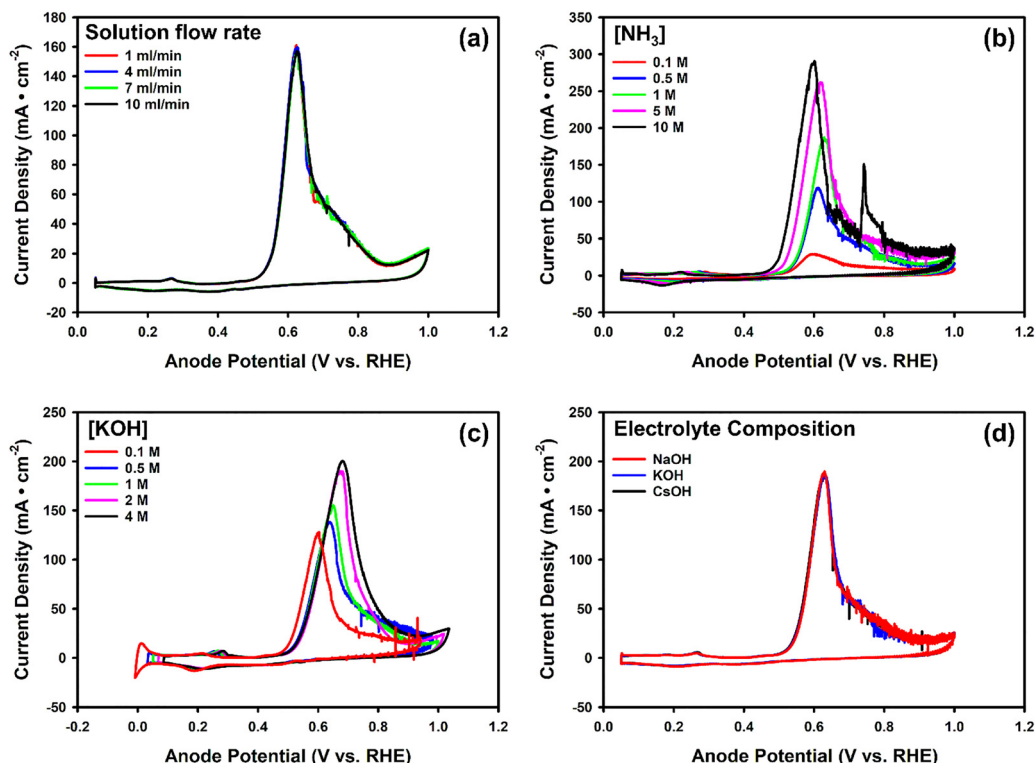 Solution flow rate
(a)
1 ml/min
4 ml/min
7 ml/min
10 ml/min
Current Density (mA • cm-2)
180
160
140
120
100
80
60
40
20
0
-20
0.0 0.2 0.4 0.6 0.8 1.0 1.2
Anode Potential (V vs. RHE)
[NH3]
(b)
0.1 M
0.5 M
1 M
5 M
10 M
Current Density (mA • cm-2)
350
300
250
200
150
100
50
0
-50
0.0 0.2 0.4 0.6 0.8 1.0 1.2
Anode Potential (V vs. RHE)
[KOH]
(c)
0.1 M
0.5 M
1 M
2 M
4 M
Current Density (mA • cm-2)
250
200
150
100
50
0
-50
-0.2 0.0 0.2 0.4 0.6 0.8 1.0 1.2
Anode Potential (V vs. RHE)
Electrolyte Composition
(d)
NaOH
KOH
CsOH
Current Density (mA • cm-2)
250
200
150
100
50
0
-50
0.0 0.2 0.4 0.6 0.8 1.0 1.2
Anode Potential (V vs. RHE)